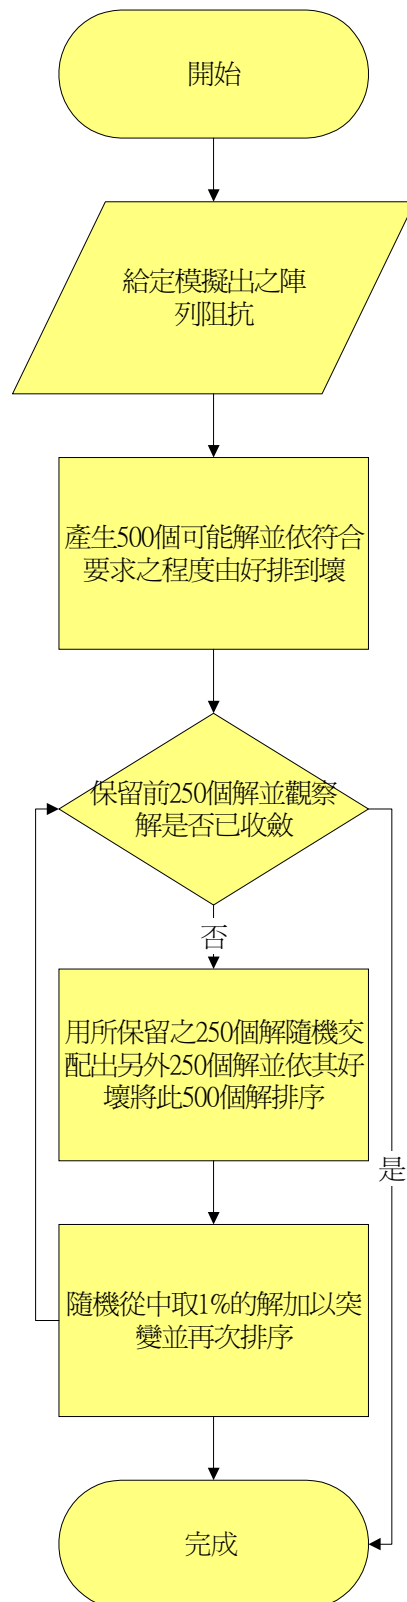 開始
給定模擬出之陣
列阻抗
產生500個可能解並依符合
要求之程度由好排到壞
保留前250個解並觀察
解是否已收斂
否
用所保留之250個解隨機交
配出另外250個解並依其好
壞將此500個解排序
是
隨機從中取1%的解加以突
變並再次排序
完成